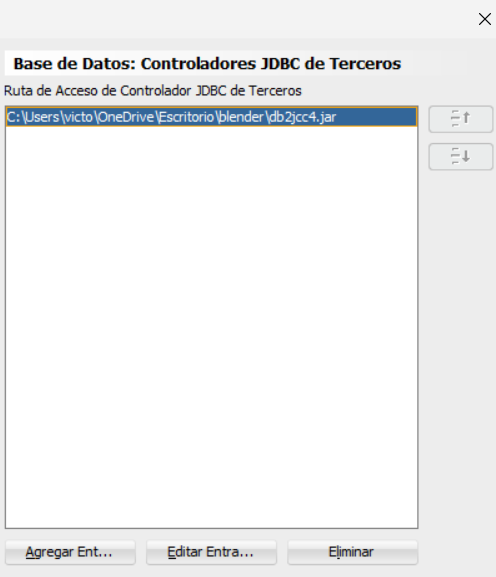 Base de Datos: Controladores JDBC de Terceros
Ruta de Acceso de Controlador JDBC de Terceros
C:\Users\victo\OneDrive\Escritorio\blender\db2jcc4.jar
Agregar Ent... Editar Entra... Eliminar